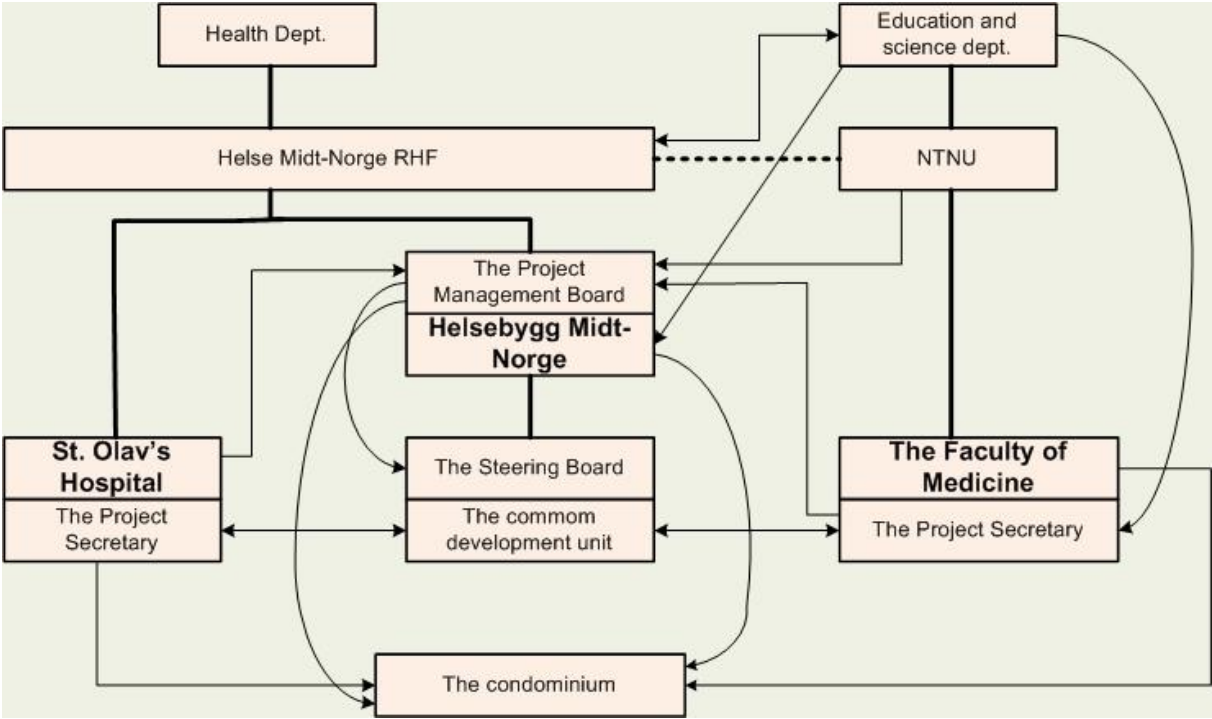 Health Dept.
Education and
science dept.
Helse Midt-Norge RHF
NTNU
The Project
Management Board
Helsebygg Midt-
Norge
St. Olav's
Hospital
The Project
Secretary
The Steering Board
The commom
development unit
The Faculty of
Medicine
The Project Secretary
The condominium